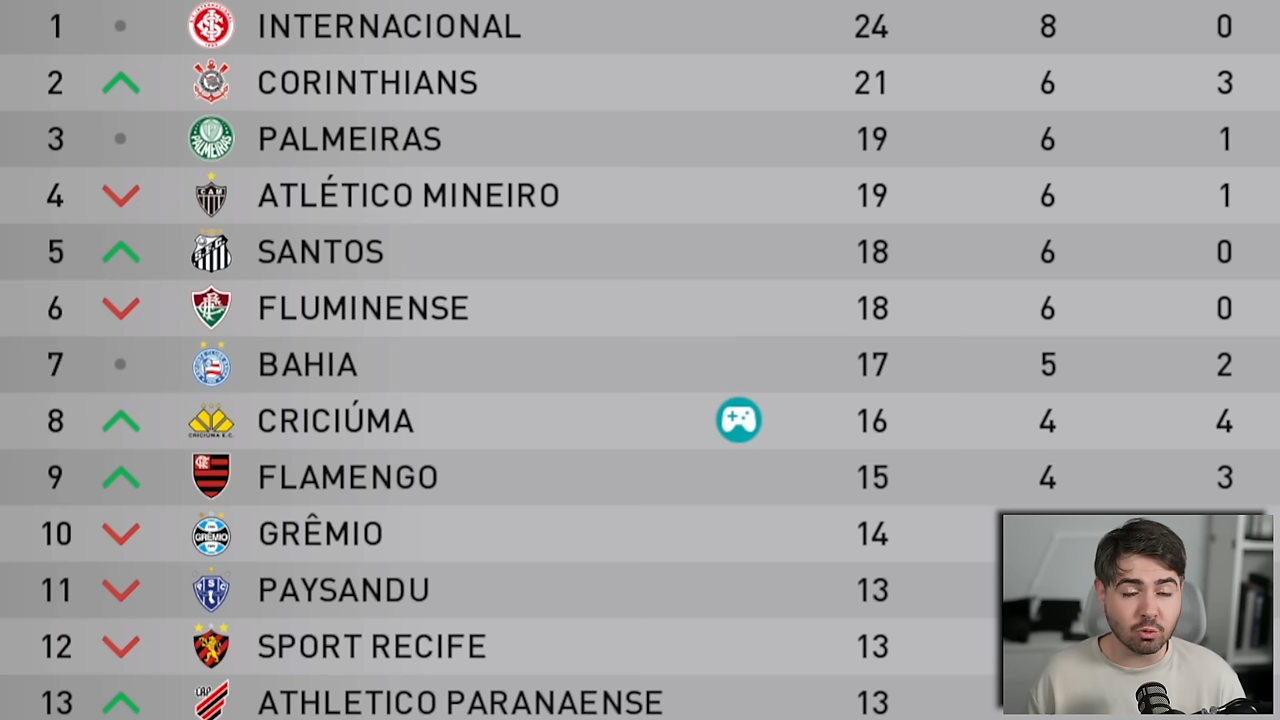 1 INTERNACIONAL 24 8 0
2 CORINTHIANS 21 6 3
3 PALMEIRAS 19 6 1
4 ATLÉTICO MINEIRO 19 6 1
5 SANTOS 18 6 0
6 FLUMINENSE 18 6 0
7 BAHIA 17 5 2
8 CRICIÚMA 16 4 4
9 FLAMENGO 15 4 3
10 GRÊMIO 14
11 PAYSANDU 13
12 SPORT RECIFE 13
13 ATHLETICO PARANAENSE 13